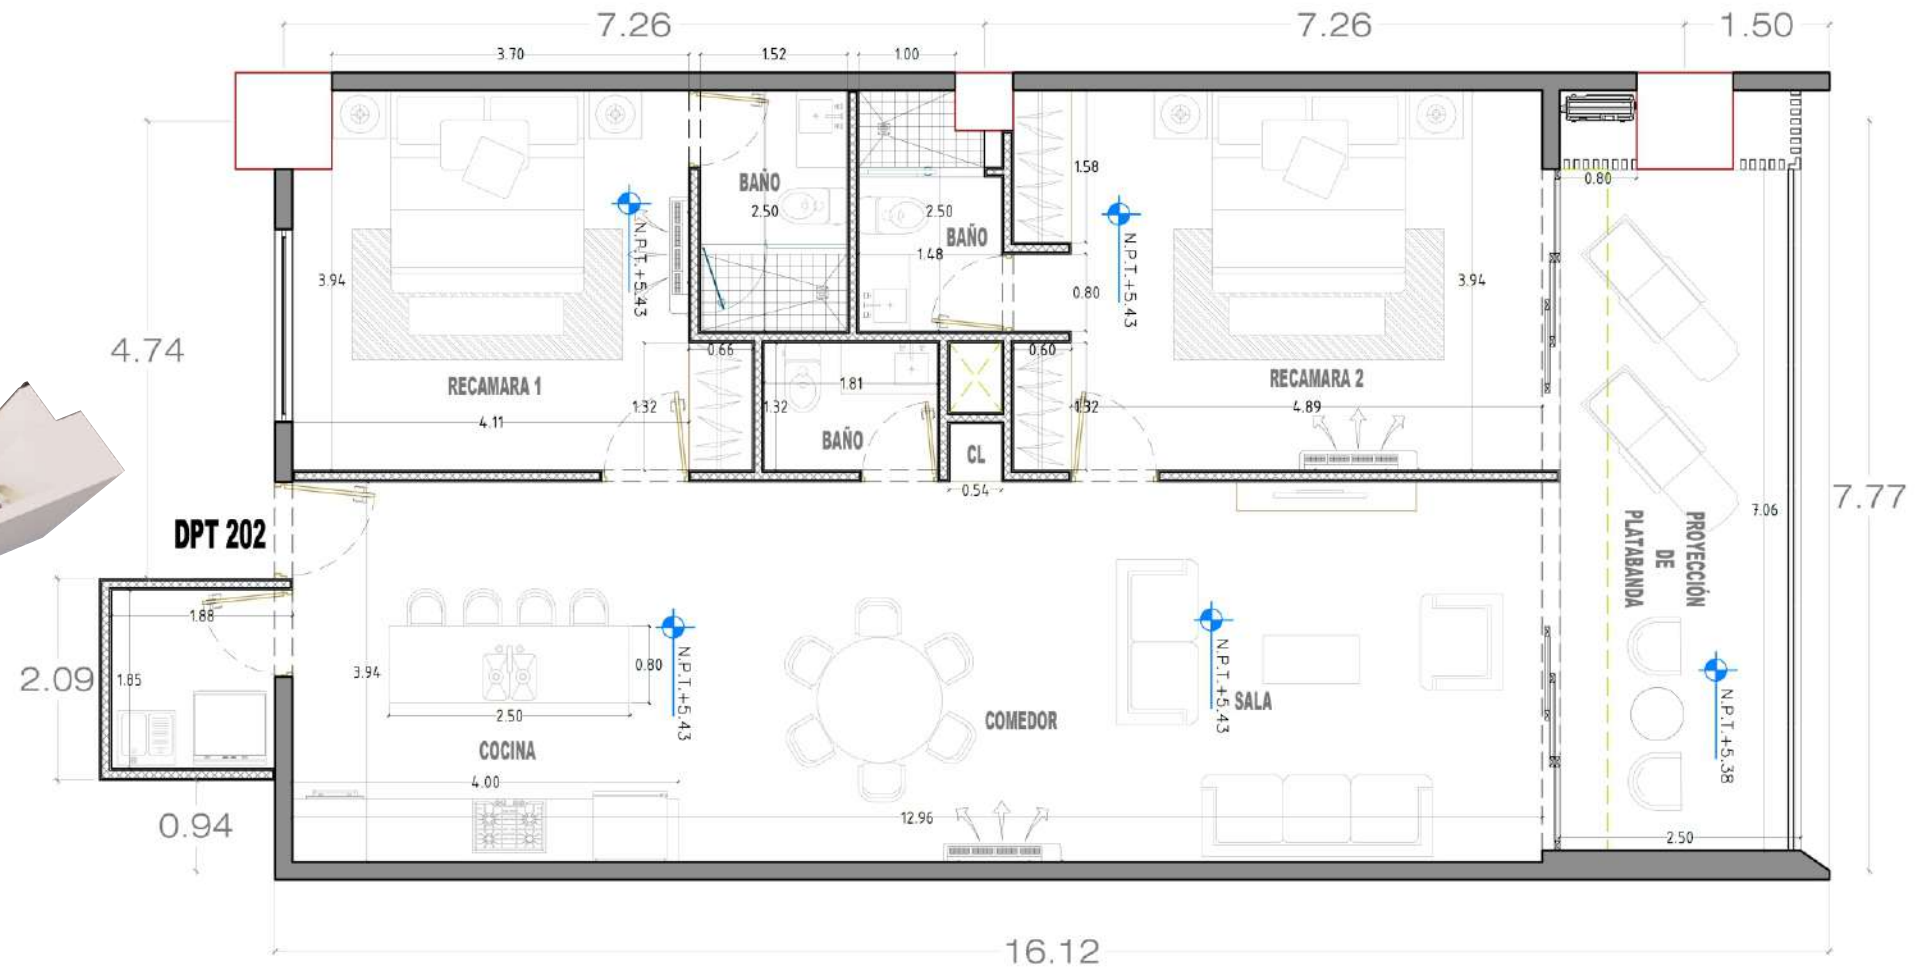 7.26
7.26
1.50
3.70
1.52
1.00
BAÑO
2.50
2.50
BAÑO
1.48
1.58
0.80
N.P.T.+5.43
N.P.T.+5.43
3.94
3.94
0.80
4.74
0.66
0.60
RECAMARA 1
4.11
1.32
1.32
1.81
BAÑO
CL
0.54
1.32
RECAMARA 2
4.89
7.77
7.06
PROYECCIÓN
DE
PLATABANDA
DPT 202
1.88
2.09
1.85
3.94
0.80
2.50
N.P.T.+5.43
COCINA
4.00
COMEDOR
N.P.T.+5.43
SALA
N.P.T.+5.38
0.94
12.96
2.50
16.12